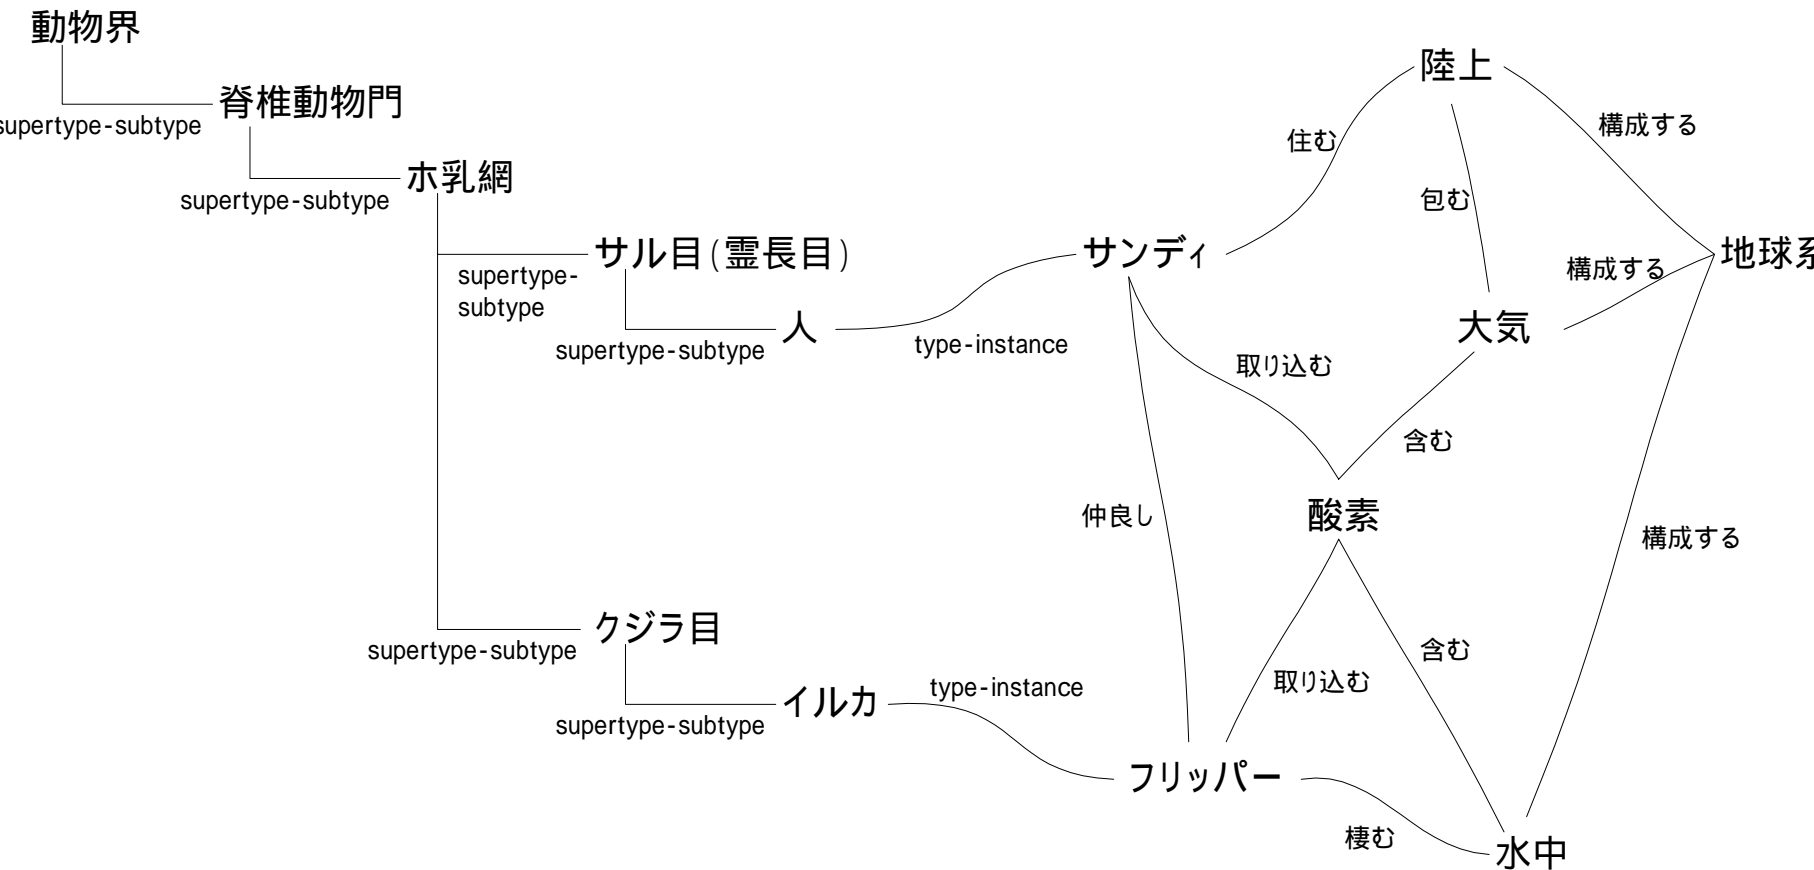 動物界
supertype-subtype
脊椎動物門
supertype-subtype
ホ乳網
supertype-
subtype
サル目(霊長目)
supertype-subtype
人
type-instance
サンディ
住む
陸上
構成する
包む
構成する
地球系
大気
取り込む
含む
仲良し
酸素
構成する
supertype-subtype
クジラ目
supertype-subtype
イルカ
type-instance
取り込む
含む
フリッパー
棲む
水中